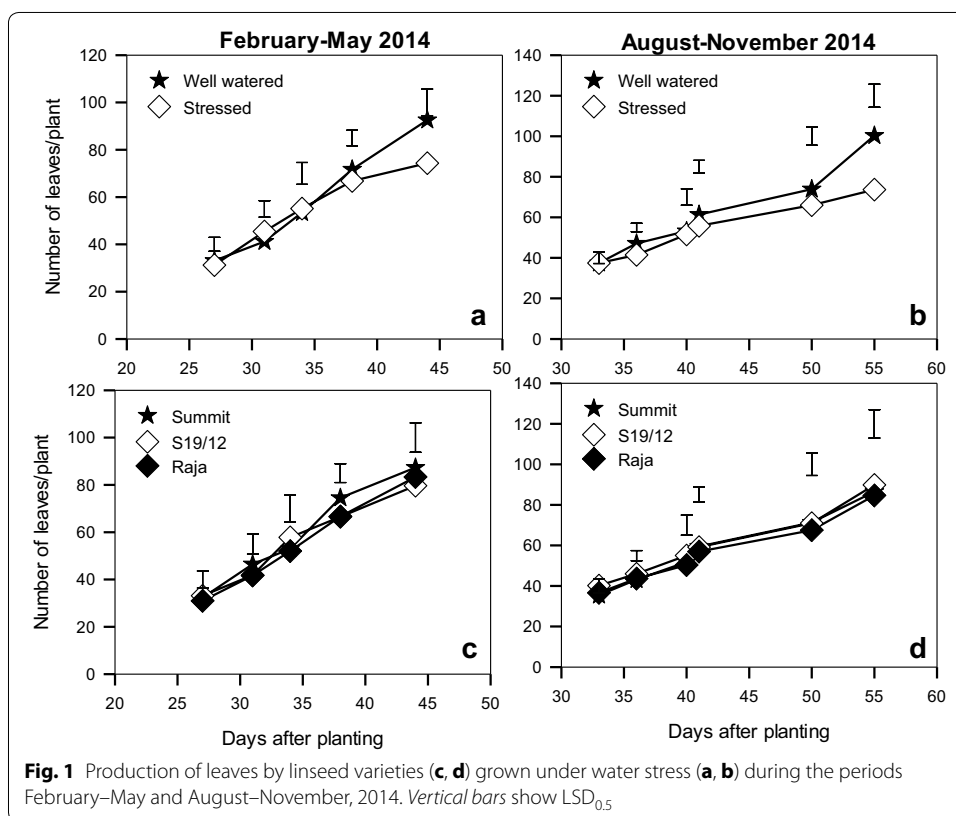 February-May 2014
August-November 2014
120
100
80
60
40
20
0
Number of leaves/plant
Well watered
Stressed
a
20 25 30 35 40 45 50
140
120
100
80
60
40
20
0
Well watered
Stressed
b
30 35 40 45 50 55 60
120
100
80
60
40
20
0
Number of leaves/plant
Summit
S19/12
Raja
c
20 25 30 35 40 45 50
Days after planting
140
120
100
80
60
40
20
0
Summit
S19/12
Raja
d
30 35 40 45 50 55 60
Days after planting
Fig. 1 Production of leaves by linseed varieties (c, d) grown under water stress (a, b) during the periods
February–May and August–November, 2014. Vertical bars show LSD0.5